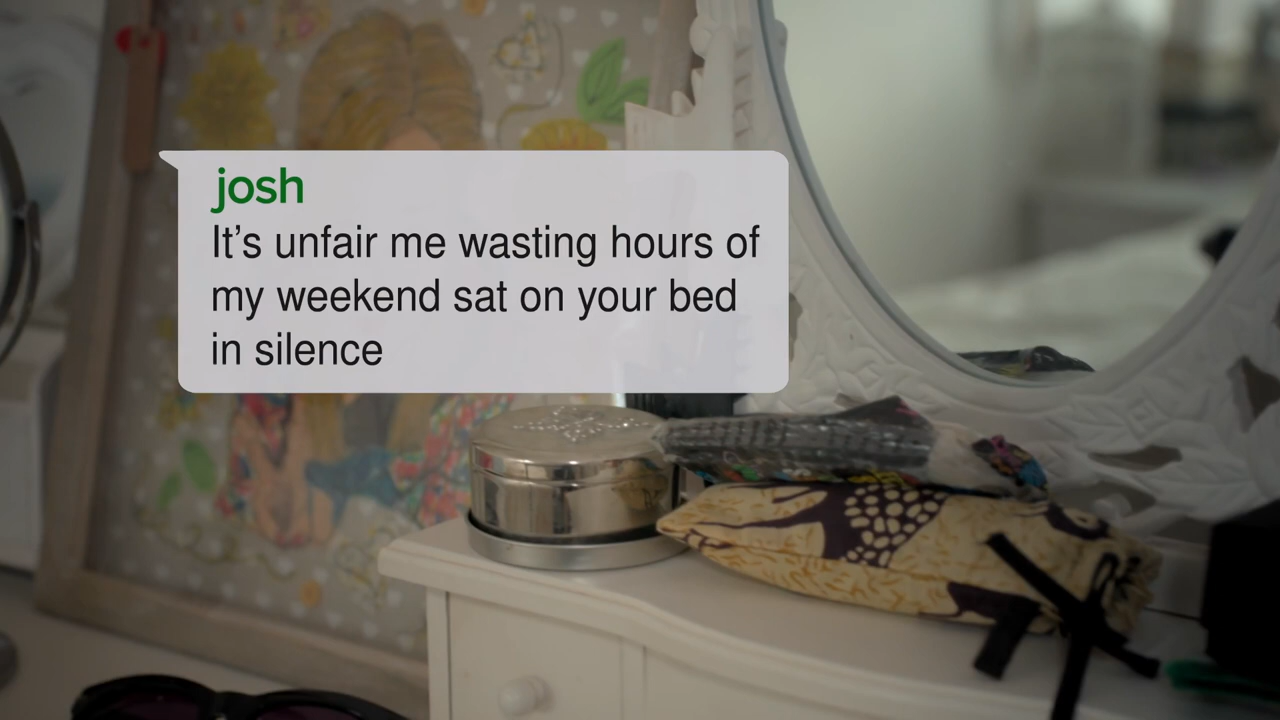 josh
It’s unfair me wasting hours of
my weekend sat on your bed
in silence